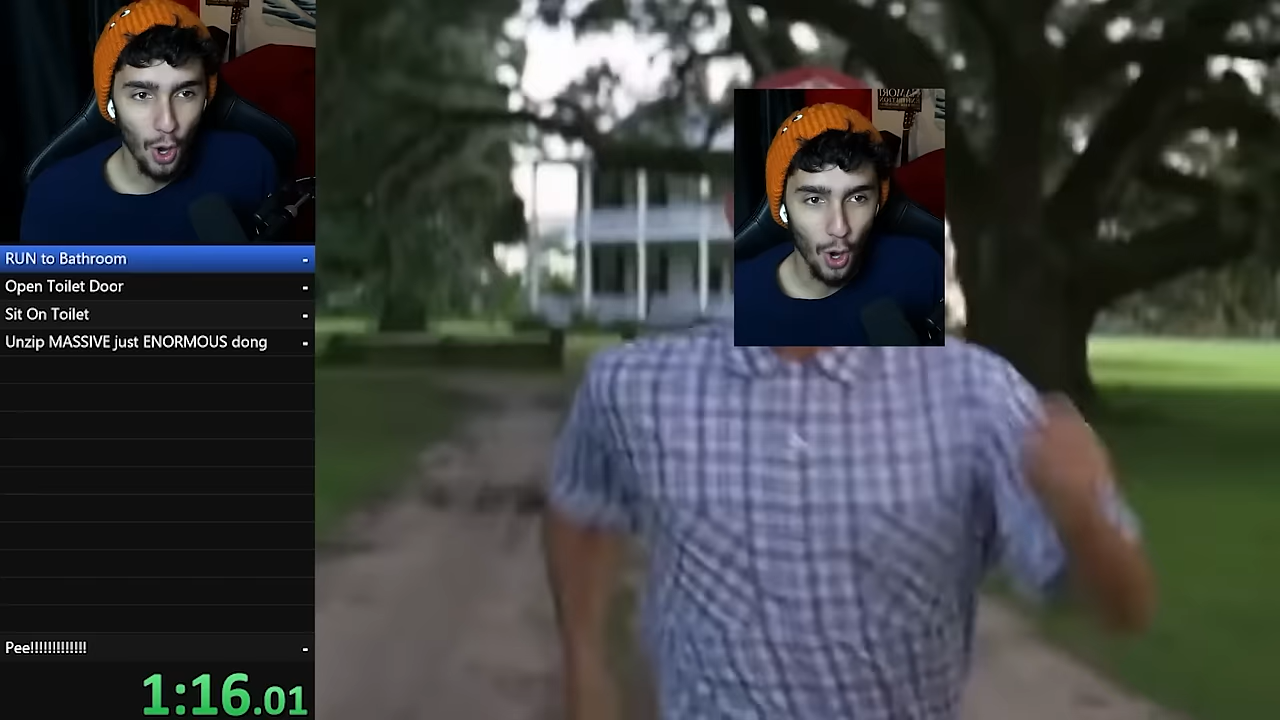 RUN to Bathroom -
Open Toilet Door -
Sit On Toilet -
Unzip MASSIVE just ENORMOUS dong -
Pee!!!!!!!!!!!!! -
1:16.01